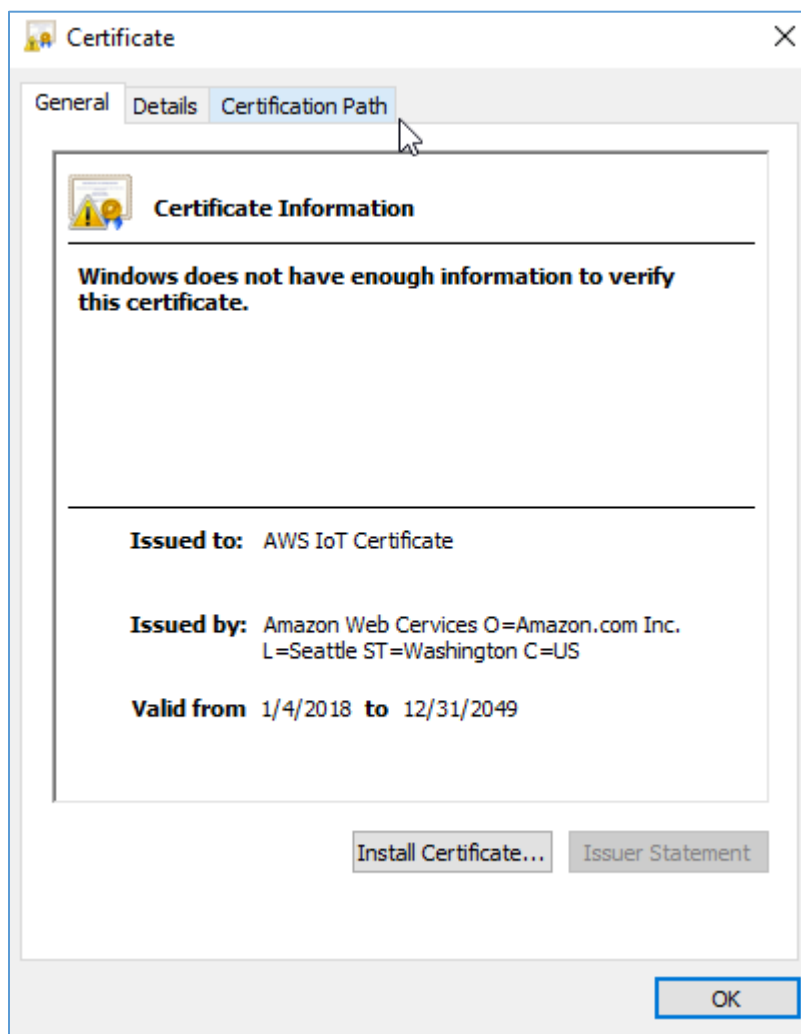 Certificate
General Details Certification Path
Certificate Information
Windows does not have enough information to verify
this certificate.
Issued to: AWS IoT Certificate
Issued by: Amazon Web Cervices O=Amazon.com Inc.
L=Seattle ST=Washington C=US
Valid from 1/4/2018 to 12/31/2049
Install Certificate... Issuer Statement
OK